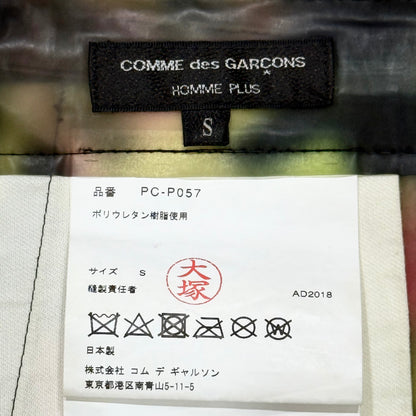 COMME des GARÇONS
HOMME PLUS
S
品番 PC-P057
ポリウレタン樹脂使用
サイズ S
縫製責任者
大塚
AD2018
日本製
株式会社 コム デ ギャルソン
東京都港区南青山5-11-5